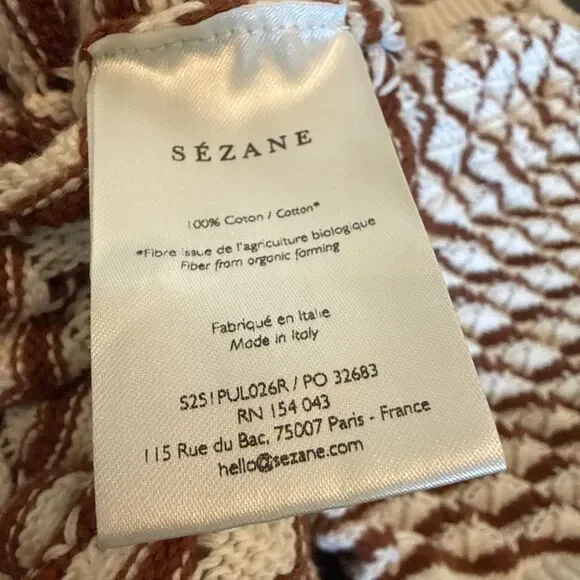 SÉZANE
100% Coton / Cotton*
*Fibre issue de l'agriculture biologique
Fiber from organic forming
Fabriqué en Italie
Made in Italy
S251PUL026R / PO 32683
RN 154 043
115 Rue du Bac, 75007 Paris - France
hello@sezane.com